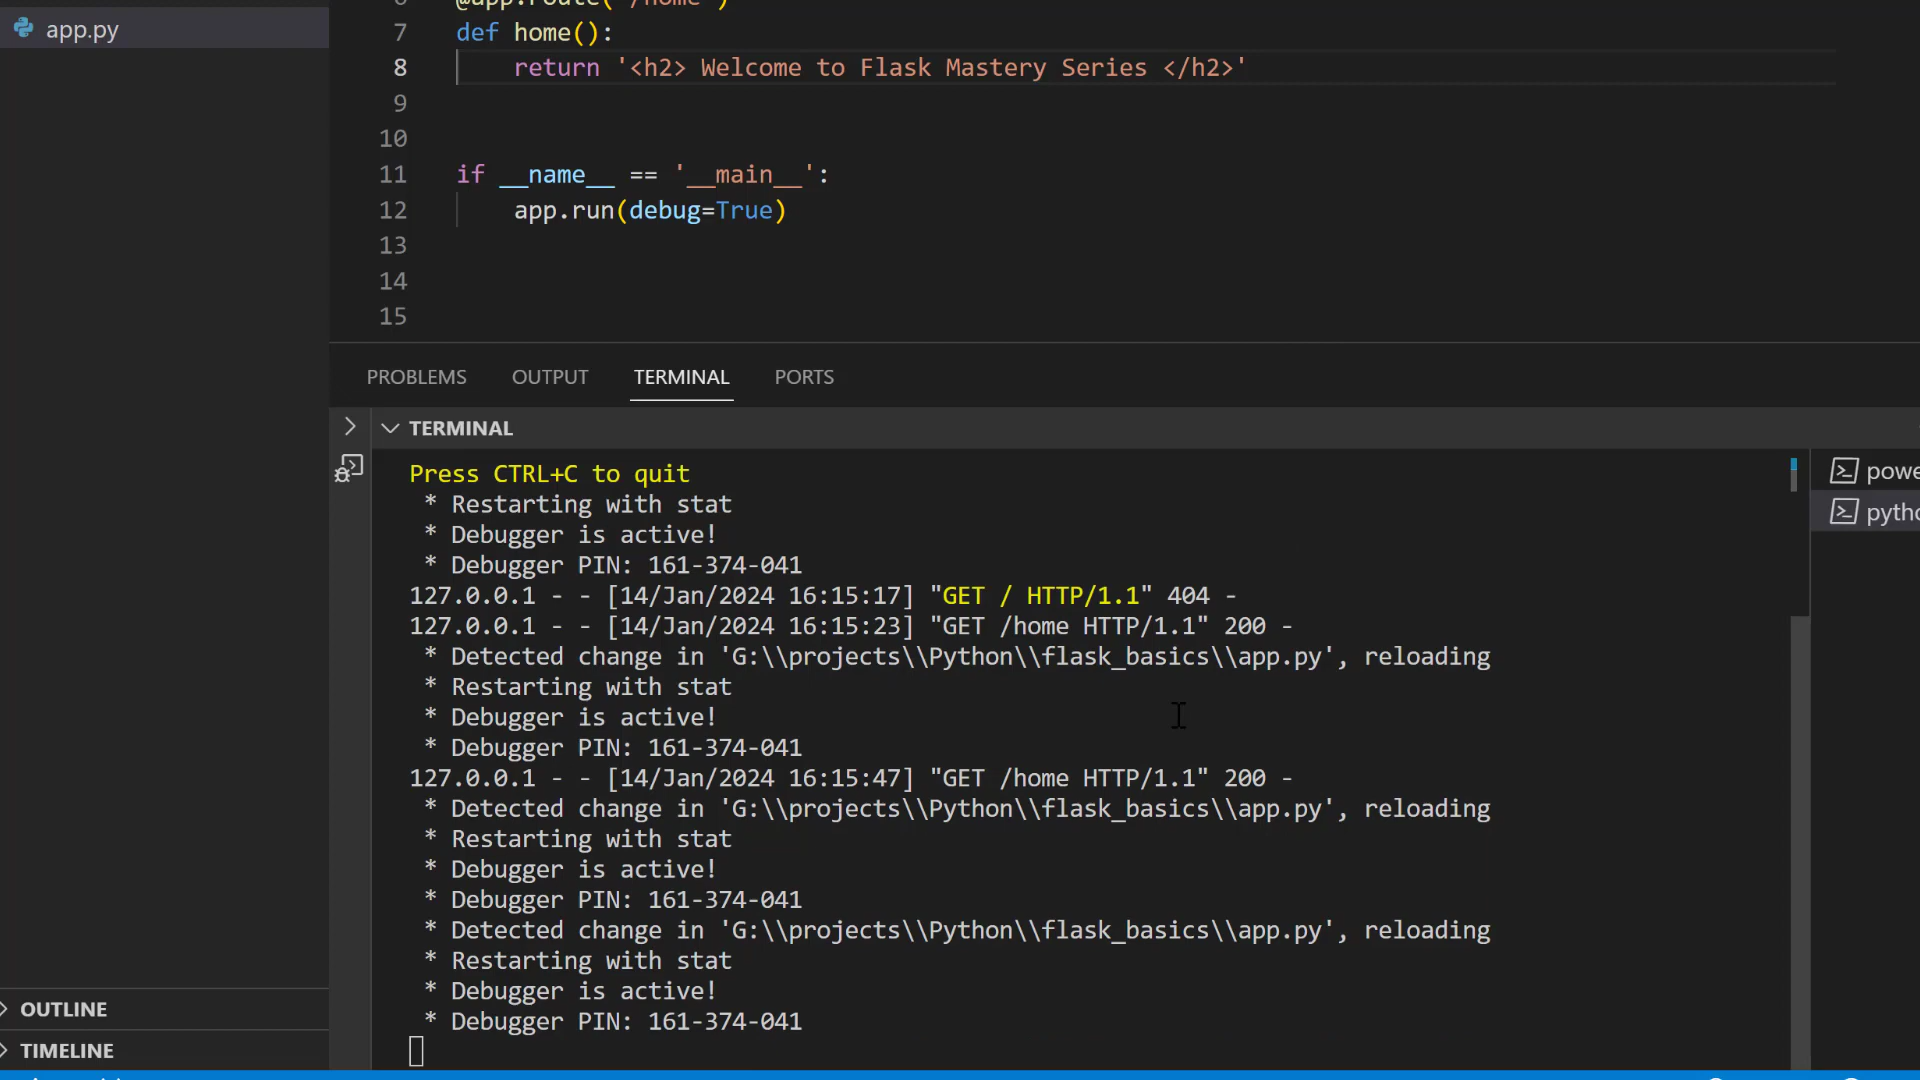 app.py
6 @app.route('/home')
7 def home():
8 return '<h2> Welcome to Flask Mastery Series </h2>'
9
10
11 if __name__ == '__main__':
12 app.run(debug=True)
13
14
15
PROBLEMS OUTPUT TERMINAL PORTS
TERMINAL
Press CTRL+C to quit
* Restarting with stat
* Debugger is active!
* Debugger PIN: 161-374-041
127.0.0.1 - - [14/Jan/2024 16:15:17] "GET / HTTP/1.1" 404 -
127.0.0.1 - - [14/Jan/2024 16:15:23] "GET /home HTTP/1.1" 200 -
* Detected change in 'G:\\projects\\Python\\flask_basics\\app.py', reloading
* Restarting with stat
* Debugger is active!
* Debugger PIN: 161-374-041
127.0.0.1 - - [14/Jan/2024 16:15:47] "GET /home HTTP/1.1" 200 -
* Detected change in 'G:\\projects\\Python\\flask_basics\\app.py', reloading
* Restarting with stat
* Debugger is active!
* Debugger PIN: 161-374-041
* Detected change in 'G:\\projects\\Python\\flask_basics\\app.py', reloading
* Restarting with stat
* Debugger is active!
* Debugger PIN: 161-374-041
powe
pytho
OUTLINE
TIMELINE